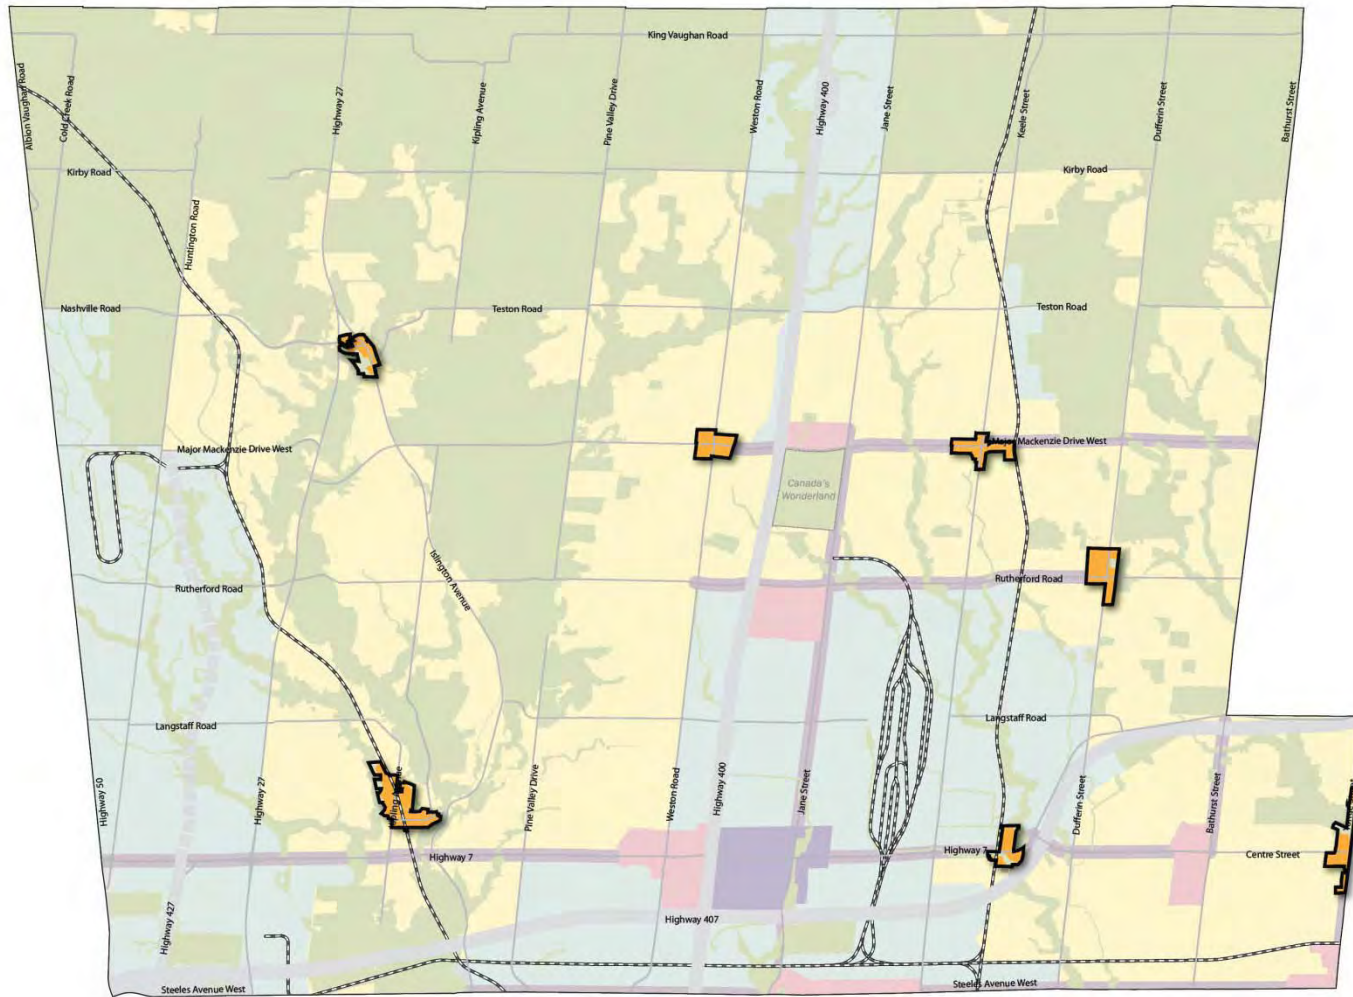 King Vaughan Road
Albion Vaughan Road
Cold Creek Road
Highway 27
Kipling Avenue
Pine Valley Drive
Weston Road
Highway 400
Jane Street
Keele Street
Dufferin Street
Bathurst Street
Kirby Road
Kirby Road
Huntington Road
Nashville Road
Teston Road
Teston Road
Major Mackenzie Drive West
Major Mackenzie Drive West
Canada's
Wonderland
Islington Avenue
Rutherford Road
Rutherford Road
Langstaff Road
Langstaff Road
Highway 50
Highway 27
Pine Valley Drive
Weston Road
Highway 400
Jane Street
Dufferin Street
Bathurst Street
Highway 7
Highway 7
Centre Street
Highway 427
Highway 407
Steeles Avenue West
Steeles Avenue West